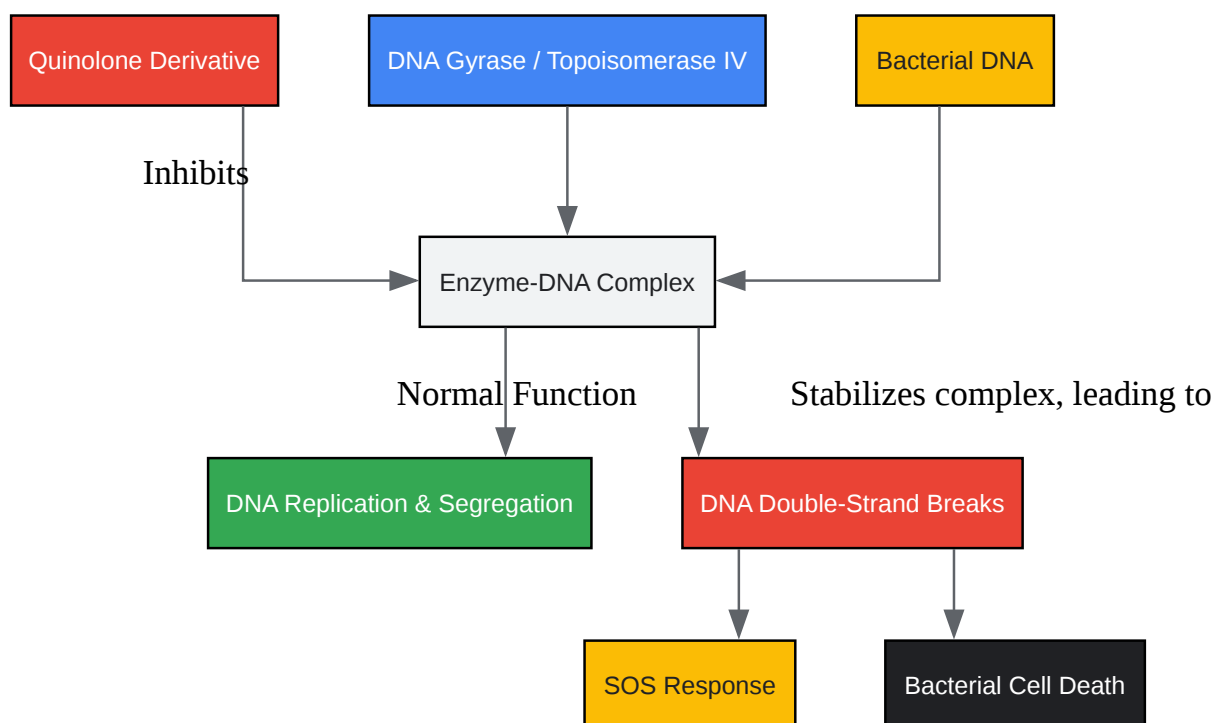 Quinolone Derivative
DNA Gyrase / Topoisomerase IV
Bacterial DNA
Inhibits
Enzyme-DNA Complex
Normal Function
Stabilizes complex, leading to
DNA Replication & Segregation
DNA Double-Strand Breaks
SOS Response
Bacterial Cell Death